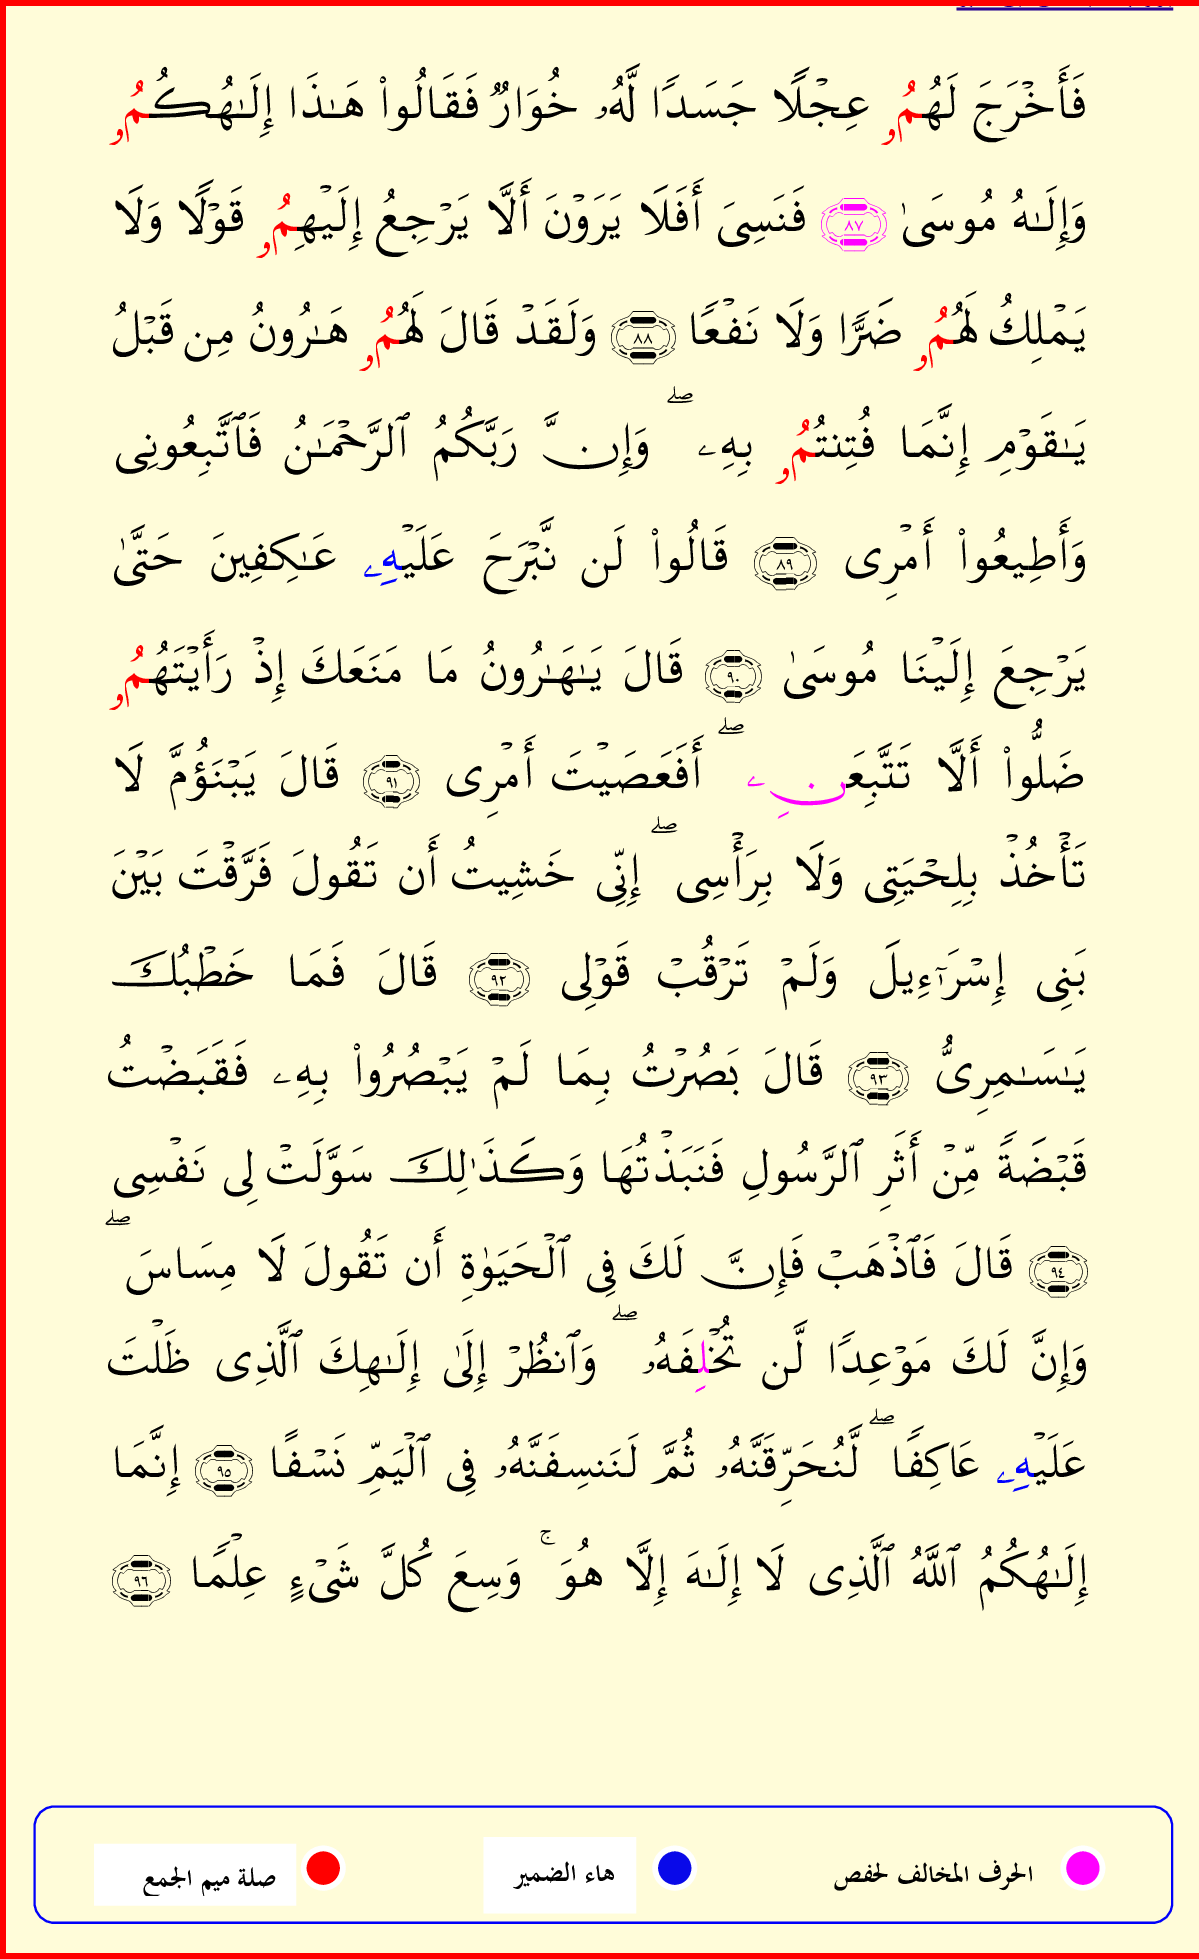 فَأَخْرَجَ لَهُمُۥ عِجْلًا جَسَدًا لَّهُۥ خُوَارٌ فَقَالُوا۟ هَـٰذَا إِلَـٰهُكُمُۥ
وَإِلَـٰهُ مُوسَىٰ ٨٧ فَنَسِىَ أَفَلَا يَرَوْنَ أَلَّا يَرْجِعُ إِلَيْهِمُۥ قَوْلًا وَلَا
يَمْلِكُ لَهُمُۥ ضَرًّا وَلَا نَفْعًا ٨٨ وَلَقَدْ قَالَ لَهُمُۥ هَـٰرُونُ مِن قَبْلُ
يَـٰقَوْمِ إِنَّمَا فُتِنتُمُۥ بِهِۦ ۖ وَإِنَّ رَبَّكُمُ ٱلرَّحْمَـٰنُ فَٱتَّبِعُونِى
وَأَطِيعُوا۟ أَمْرِى ٨٩ قَالُوا۟ لَن نَّبْرَحَ عَلَيْهِۦ عَـٰكِفِينَ حَتَّىٰ
يَرْجِعَ إِلَيْنَا مُوسَىٰ ٩٠ قَالَ يَـٰهَـٰرُونُ مَا مَنَعَكَ إِذْ رَأَيْتَهُمُۥ
ضَلُّوا۟ أَلَّا تَتَّبِعَنِۦ ۖ أَفَعَصَيْتَ أَمْرِى ٩١ قَالَ يَبْنَؤُمَّ لَا
تَأْخُذْ بِلِحْيَتِى وَلَا بِرَأْسِى ۖ إِنِّى خَشِيتُ أَن تَقُولَ فَرَّقْتَ بَيْنَ
بَنِى إِسْرَٰٓءِيلَ وَلَمْ تَرْقُبْ قَوْلِى ٩٢ قَالَ فَمَا خَطْبُكَ
يَـٰسَـٰمِرِىُّ ٩٣ قَالَ بَصُرْتُ بِمَا لَمْ يَبْصُرُوا۟ بِهِۦ فَقَبَضْتُ
قَبْضَةً مِّنْ أَثَرِ ٱلرَّسُولِ فَنَبَذْتُهَا وَكَذَٰلِكَ سَوَّلَتْ لِى نَفْسِى
٩٤ قَالَ فَٱذْهَبْ فَإِنَّ لَكَ فِى ٱلْحَيَوٰةِ أَن تَقُولَ لَا مِسَاسَ ۖ
وَإِنَّ لَكَ مَوْعِدًا لَّن تُخْلِفَهُۥ ۖ وَٱنظُرْ إِلَىٰ إِلَـٰهِكَ ٱلَّذِى ظَلْتَ
عَلَيْهِۦ عَاكِفًا ۖ لَّنُحَرِّقَنَّهُۥ ثُمَّ لَنَنسِفَنَّهُۥ فِى ٱلْيَمِّ نَسْفًا ٩٥ إِنَّمَا
إِلَـٰهُكُمُ ٱللَّهُ ٱلَّذِى لَا إِلَـٰهَ إِلَّا هُوَ ۚ وَسِعَ كُلَّ شَىْءٍ عِلْمًا ٩٦
الحرف المخالف لحفص هاء الضمير صلة ميم الجمع